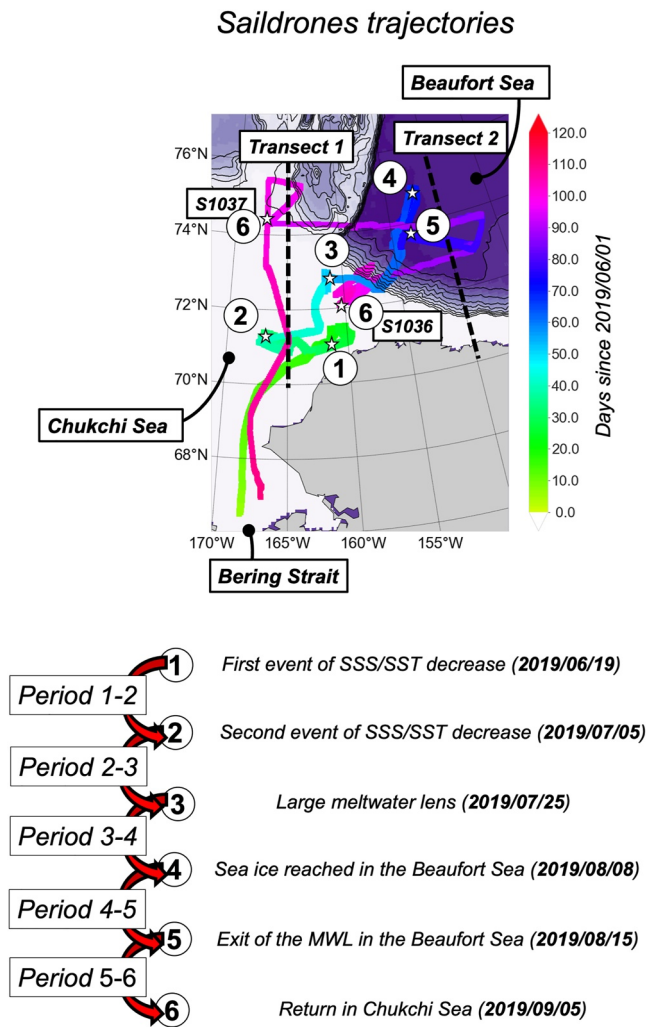 Saildrones trajectories
Beaufort Sea
Transect 1
Transect 2
76°N
74°N
72°N
70°N
68°N
170°W
165°W
160°W
155°W
S1037
6
4
5
3
2
6
S1036
1
Chukchi Sea
Bering Strait
120.0
110.0
100.0
90.0
80.0
70.0
60.0
50.0
40.0
30.0
20.0
10.0
0.0
Days since 2019/06/01
1 First event of SSS/SST decrease (2019/06/19)
Period 1-2
2 Second event of SSS/SST decrease (2019/07/05)
Period 2-3
3 Large meltwater lens (2019/07/25)
Period 3-4
4 Sea ice reached in the Beaufort Sea (2019/08/08)
Period 4-5
5 Exit of the MWL in the Beaufort Sea (2019/08/15)
Period 5-6
6 Return in Chukchi Sea (2019/09/05)